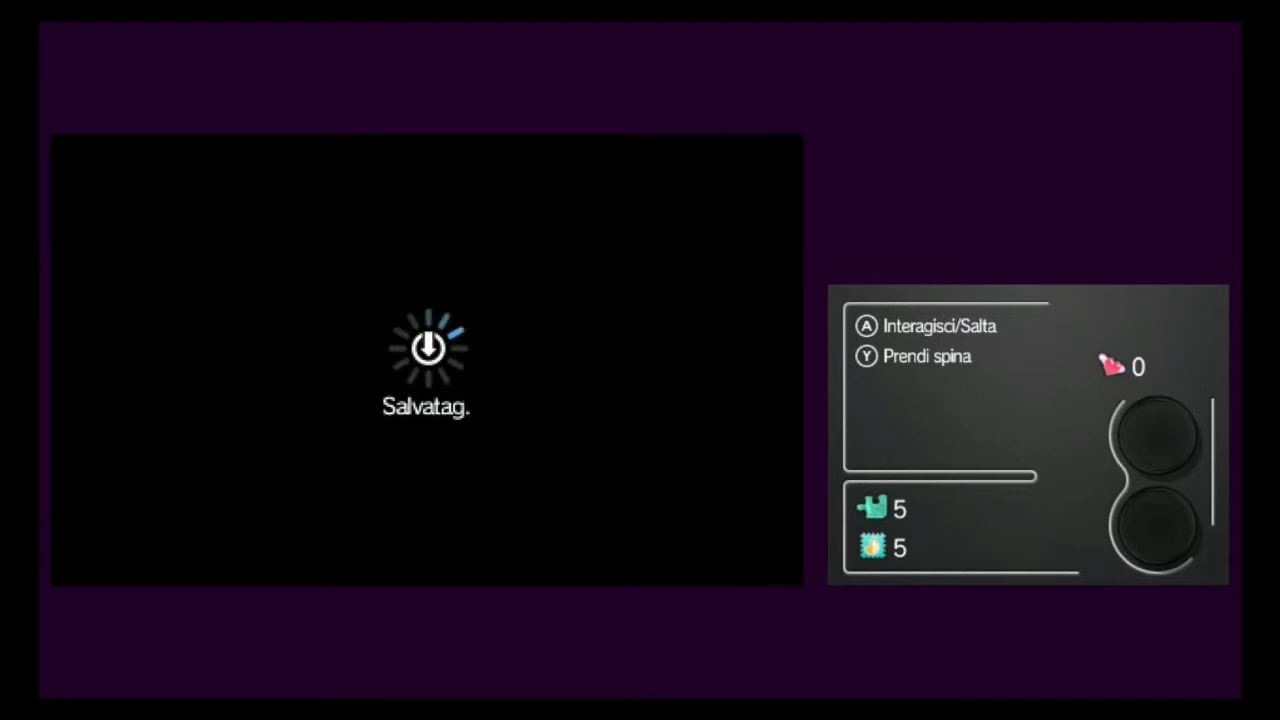 Salvatag.
A Interagisci/Salta
Y Prendi spina
0
5
5